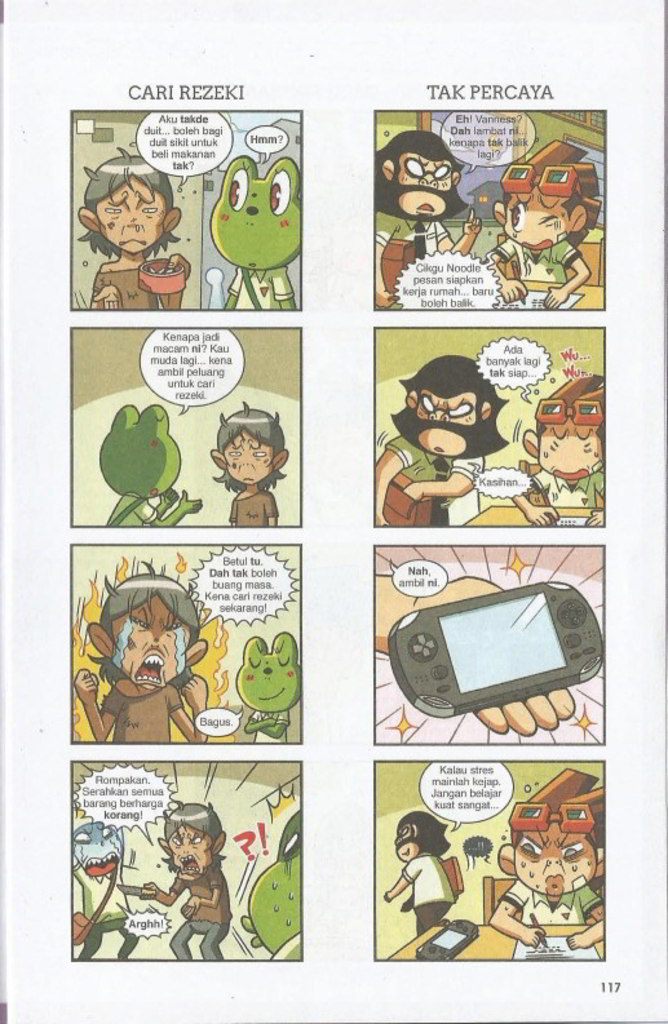 CARI REZEKI
Aku takde
duit... boleh bagi
duit sikit untuk
beli makanan
tak?
Hmm?
Kenapa jadi
macam ni? Kau
muda lagi... kena
ambil peluang
untuk cari
rezeki.
Betul tu.
Dah tak boleh
buang masa.
Kena cari rezeki
sekarang!
Bagus.
Rompakan.
Serahkan semua
barang berharga
korang!
?!
Arghh!
TAK PERCAYA
Eh! Vanness?
Dah lambat ni...
kenapa tak balik
lagi?
Cikgu Noodle
pesan siapkan
kerja rumah... baru
boleh balik.
Ada
banyak lagi
tak siap...
Wu...
Wu...
Kasihan...
Nah,
ambil ni.
Kalau stres
mainlah kejap.
Jangan belajar
kuat sangat...
...!!
117